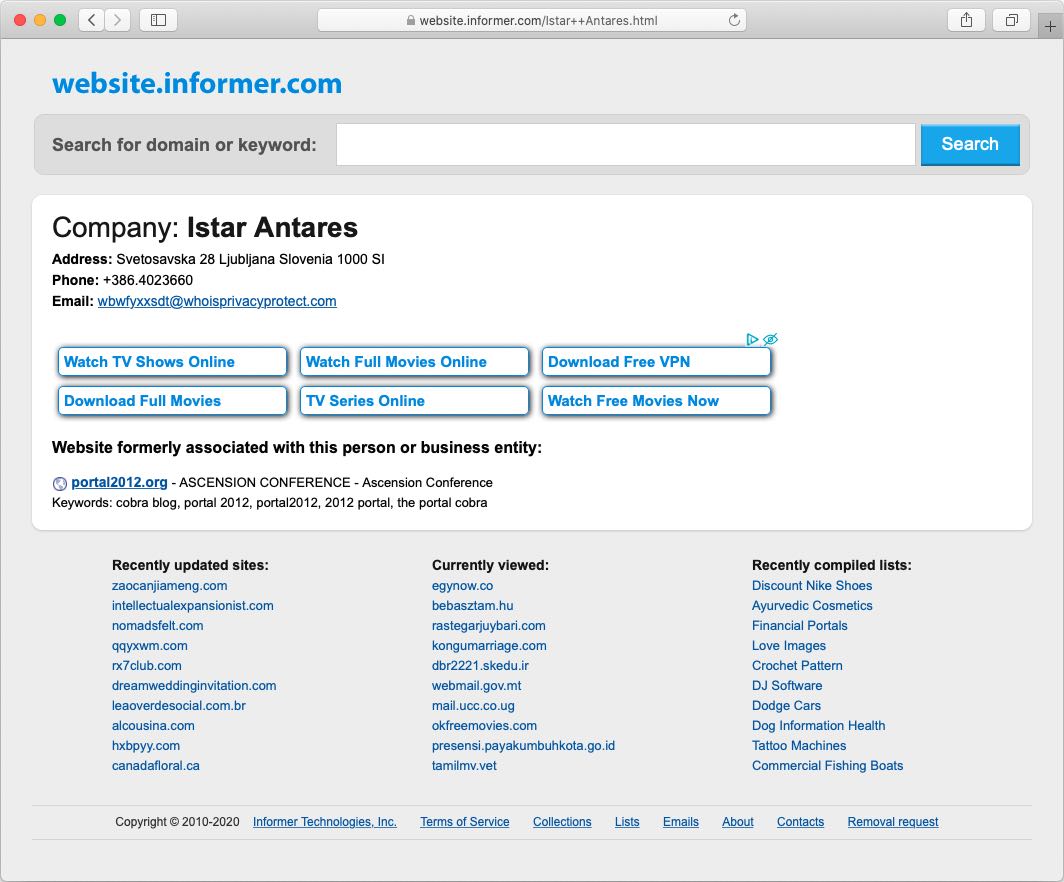 website.informer.com/Istar++Antares.html
website.informer.com
Search for domain or keyword:
Search
Company: Istar Antares
Address: Svetosavska 28 Ljubljana Slovenia 1000 SI
Phone: +386.4023660
Email: wbwfyxxsdt@whoisprivacyprotect.com
Watch TV Shows Online
Watch Full Movies Online
Download Free VPN
Download Full Movies
TV Series Online
Watch Free Movies Now
Website formerly associated with this person or business entity:
portal2012.org - ASCENSION CONFERENCE - Ascension Conference
Keywords: cobra blog, portal 2012, portal2012, 2012 portal, the portal cobra
Recently updated sites:
zaocanjiameng.com
intellectualexpansionist.com
nomadsfelt.com
qqyxwm.com
rx7club.com
dreamweddinginvitation.com
leaoverdesocial.com.br
alcousina.com
hxbpyy.com
canadafloral.ca
Currently viewed:
egynow.co
bebasztam.hu
rastegarjuybari.com
kongumarriage.com
dbr2221.skedu.ir
webmail.gov.mt
mail.ucc.co.ug
okfreemovies.com
presensi.payakumbuhkota.go.id
tamilmv.vet
Recently compiled lists:
Discount Nike Shoes
Ayurvedic Cosmetics
Financial Portals
Love Images
Crochet Pattern
DJ Software
Dodge Cars
Dog Information Health
Tattoo Machines
Commercial Fishing Boats
Copyright © 2010-2020 Informer Technologies, Inc. Terms of Service Collections Lists Emails About Contacts Removal request